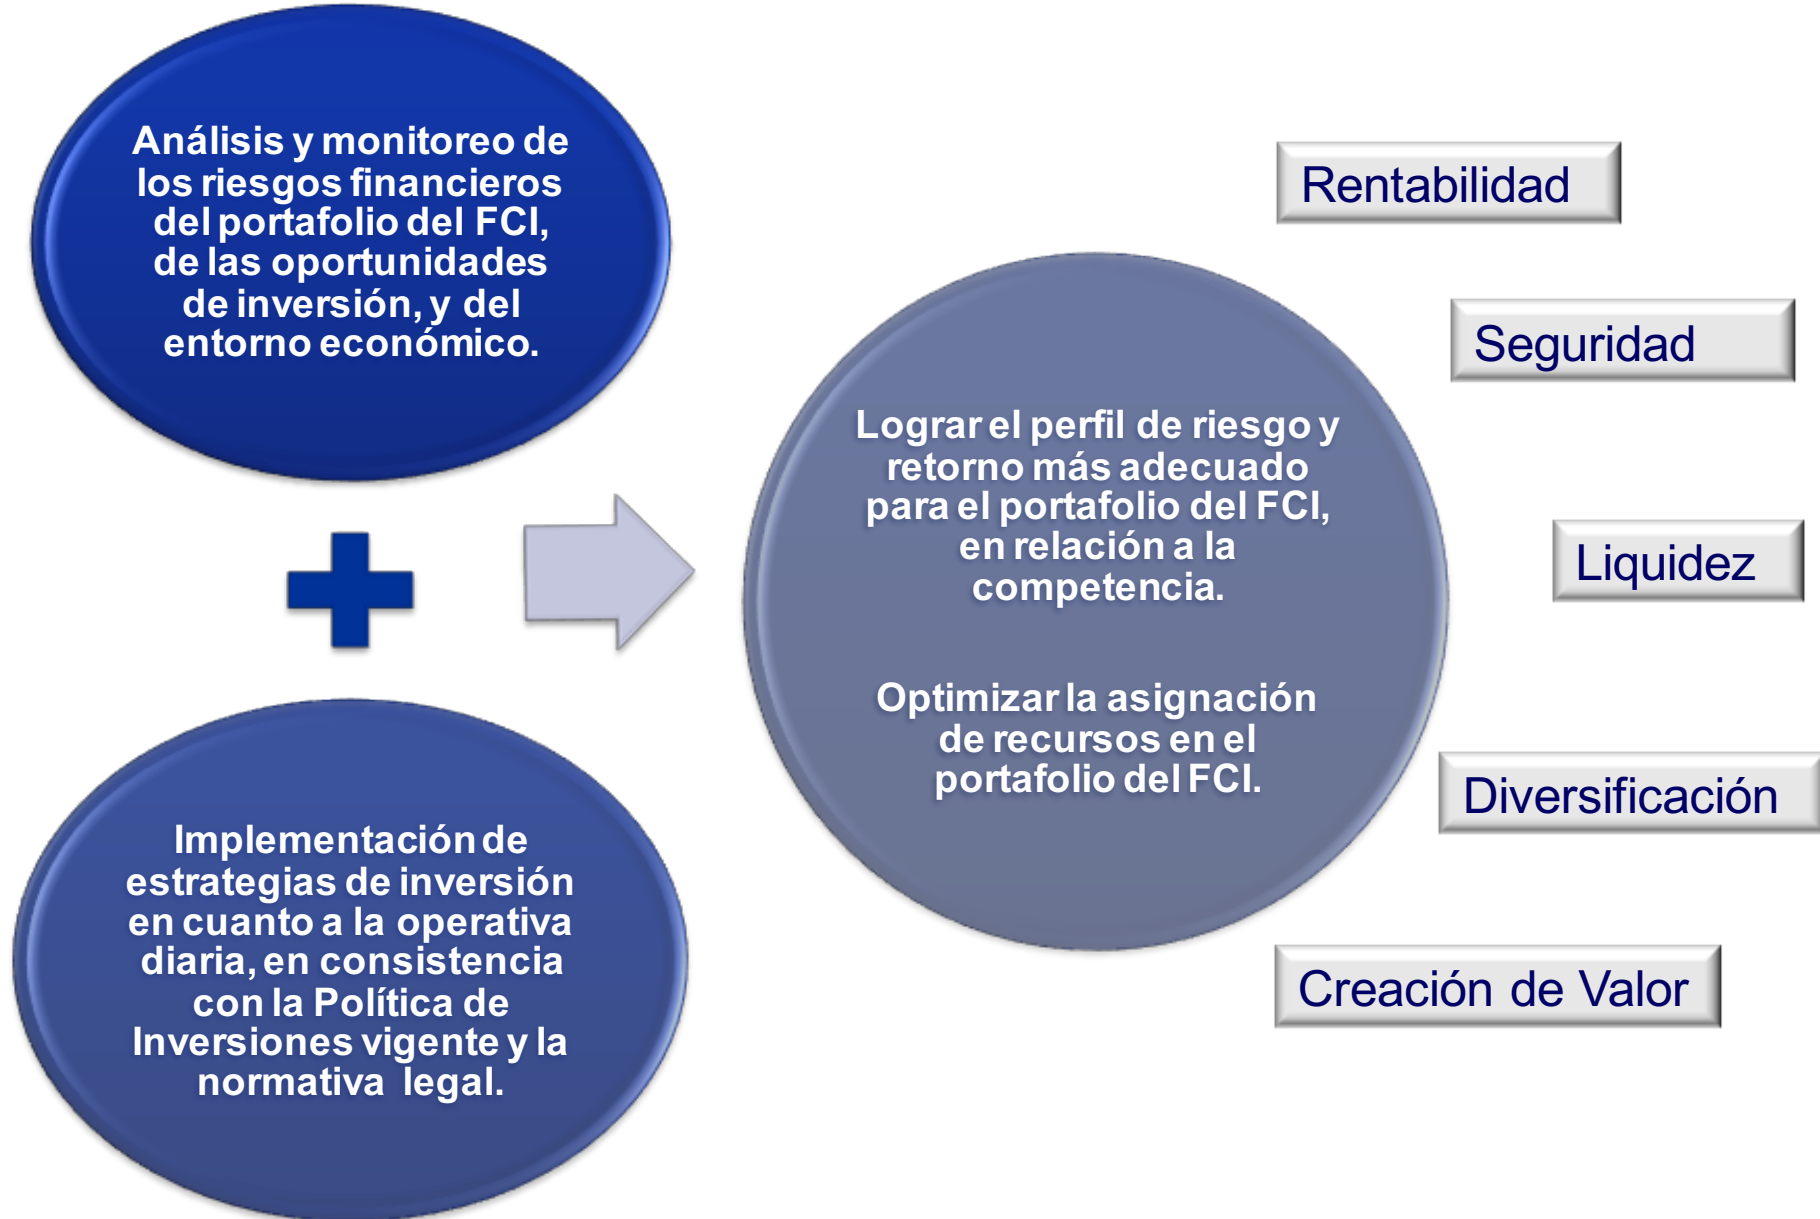 Análisis y monitoreo de
los riesgos financieros
del portafolio del FCI,
de las oportunidades
de inversión, y del
entorno económico.
Implementación de
estrategias de inversión
en cuanto a la operativa
diaria, en consistencia
con la Política de
Inversiones vigente y la
normativa legal.
Lograr el perfil de riesgo y
retorno más adecuado
para el portafolio del FCI,
en relación a la
competencia.
Optimizar la asignación
de recursos en el
portafolio del FCI.
Rentabilidad
Seguridad
Liquidez
Diversificación
Creación de Valor